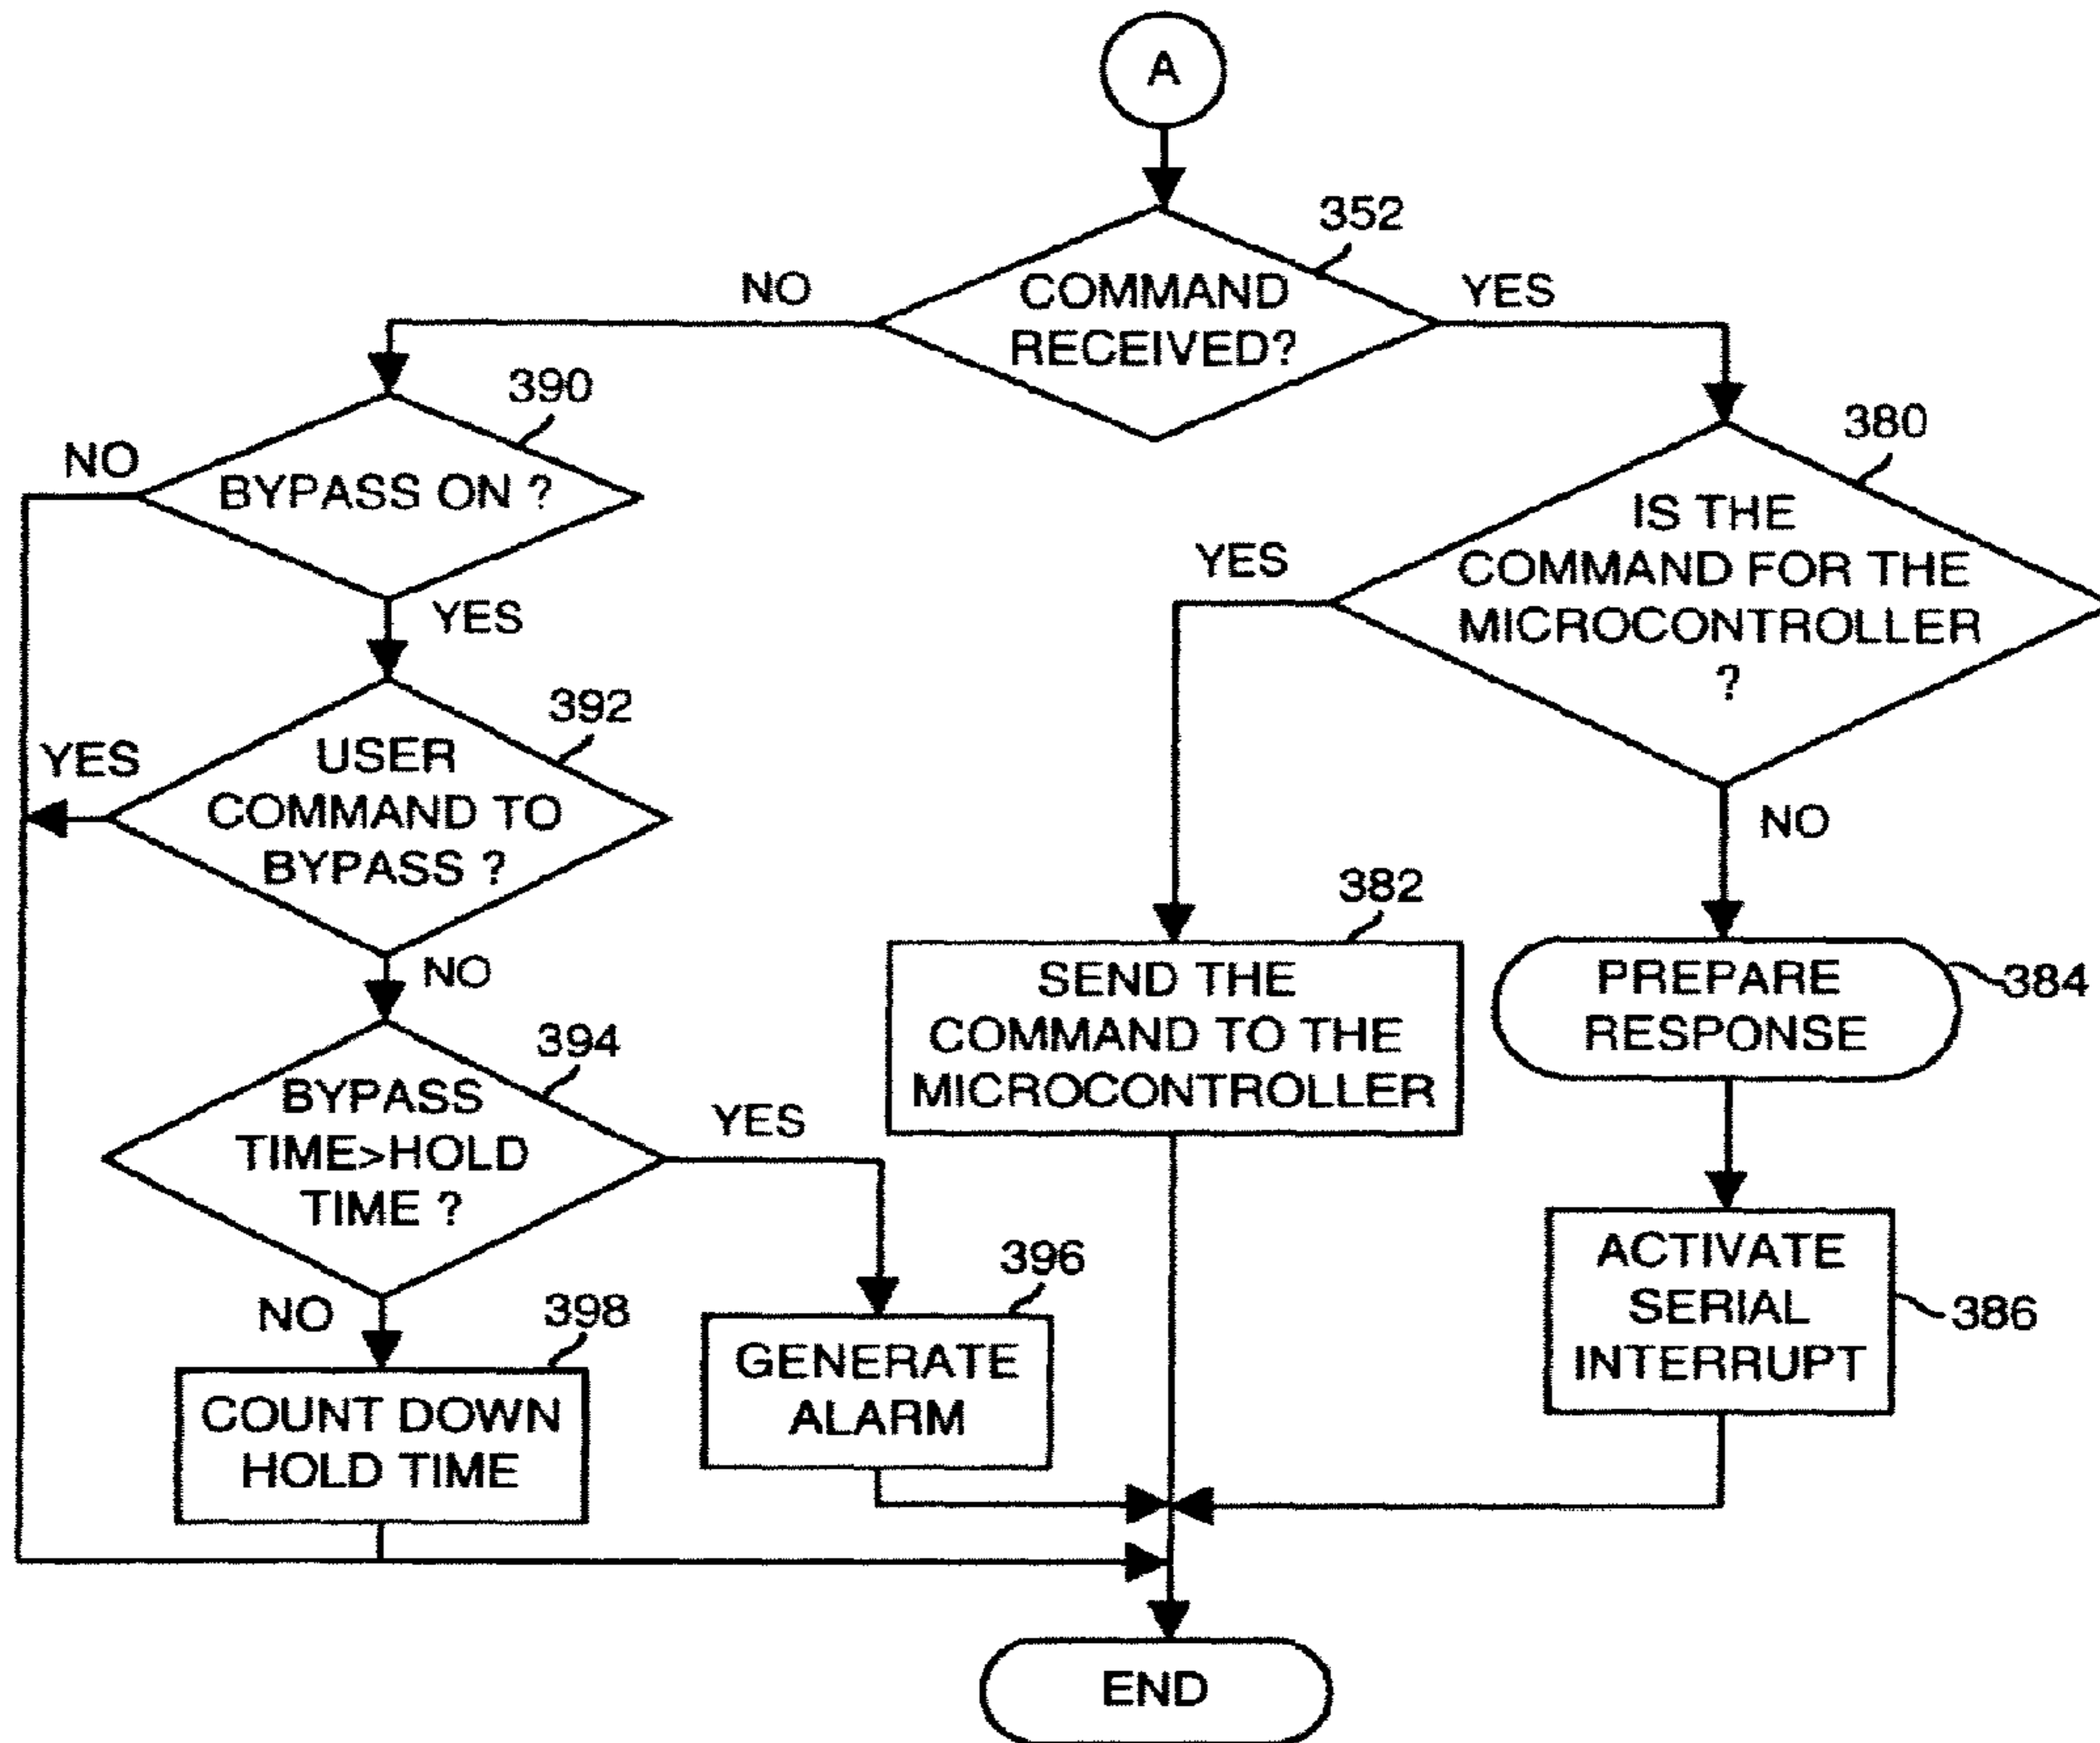 A
352
COMMAND
RECEIVED?
NO
YES
390
BYPASS ON ?
NO
YES
380
IS THE
COMMAND FOR THE
MICROCONTROLLER
?
YES
NO
392
USER
COMMAND TO
BYPASS ?
YES
NO
382
SEND THE
COMMAND TO THE
MICROCONTROLLER
PREPARE
RESPONSE
384
394
BYPASS
TIME>HOLD
TIME ?
YES
NO
396
GENERATE
ALARM
398
COUNT DOWN
HOLD TIME
ACTIVATE
SERIAL
INTERRUPT
386
END